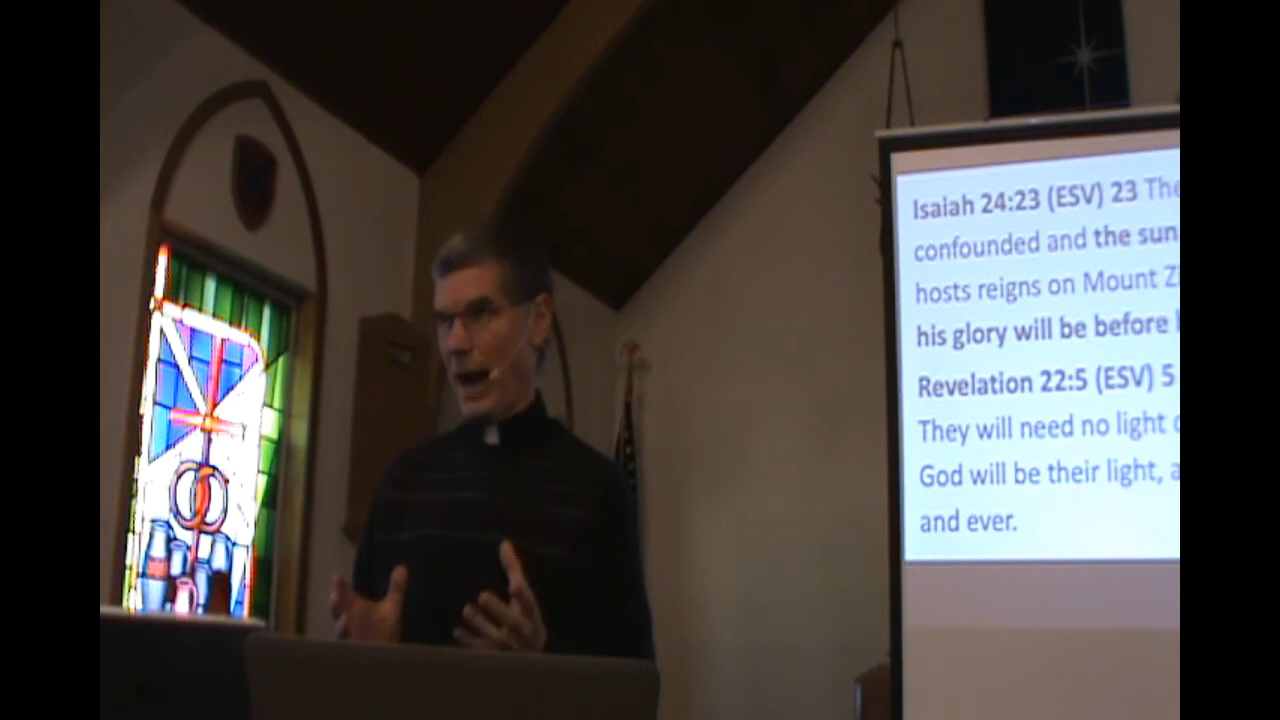 Isaiah 24:23 (ESV) 23 The
confounded and the sun
hosts reigns on Mount Z
his glory will be before
Revelation 22:5 (ESV) 5
They will need no light
God will be their light, a
and ever.